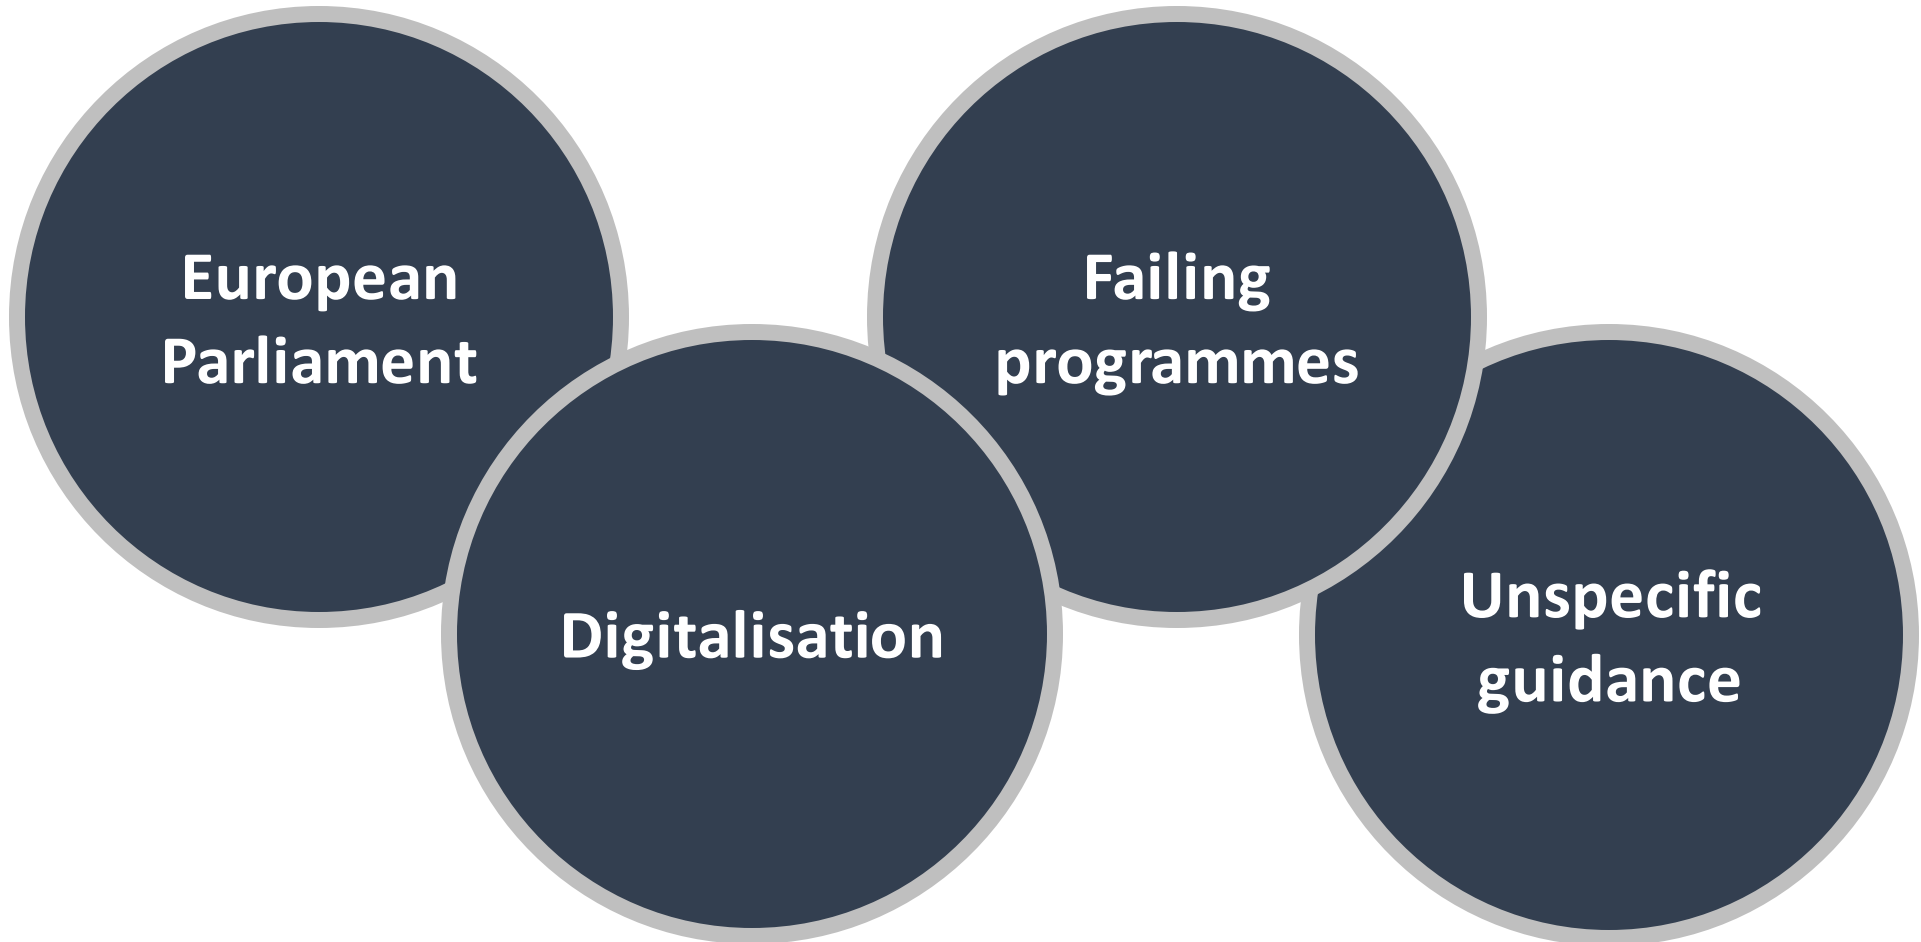 European
Parliament
Digitalisation
Failing
programmes
Unspecific
guidance